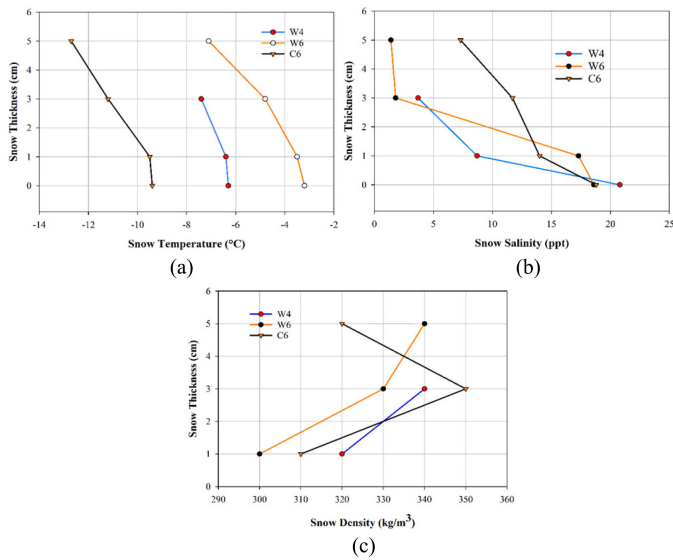 6
5
4
3
2
1
0
Snow Thickness (cm)
W4
W6
C6
-14 -12 -10 -8 -6 -4 -2
Snow Temperature (°C)
(a)
6
5
4
3
2
1
0
Snow Thickness (cm)
W4
W6
C6
0 5 10 15 20 25
Snow Salinity (ppt)
(b)
6
5
4
3
2
1
0
Snow Thickness (cm)
W4
W6
C6
290 300 310 320 330 340 350 360
Snow Density (kg/m³)
(c)